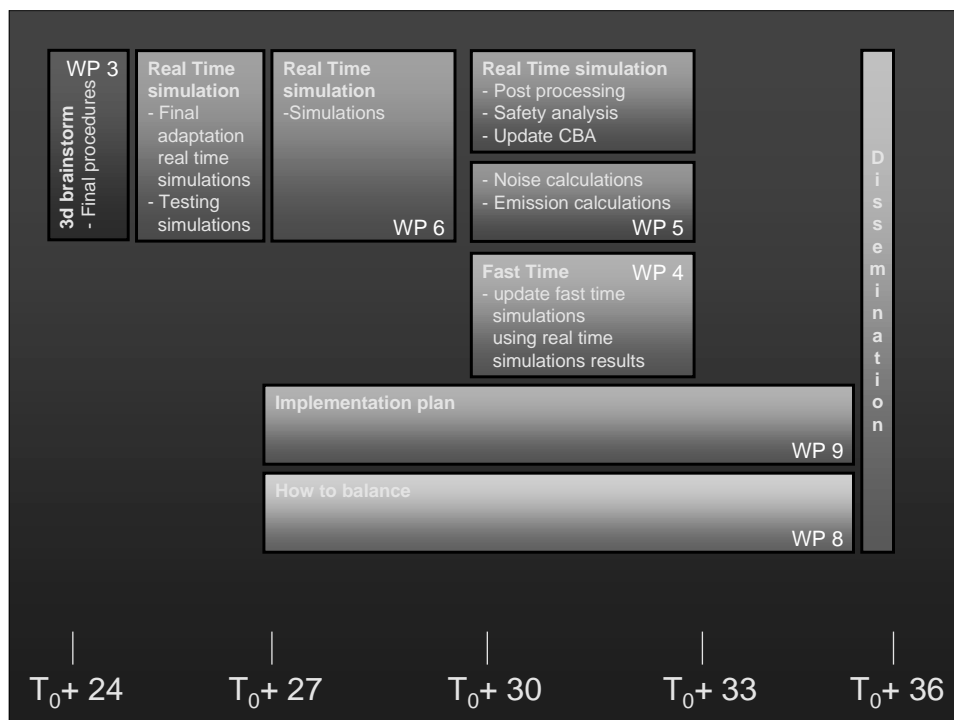 WP 3
3d brainstorm
- Final procedures
Real Time
simulation
- Final
adaptation
real time
simulations
- Testing
simulations
Real Time
simulation
-Simulations
WP 6
Real Time simulation
- Post processing
- Safety analysis
- Update CBA
- Noise calculations
- Emission calculations
WP 5
Fast Time
WP 4
- update fast time
simulations
using real time
simulations results
Implementation plan
WP 9
How to balance
WP 8
Dissemination
T0+ 24
T0+ 27
T0+ 30
T0+ 33
T0+ 36